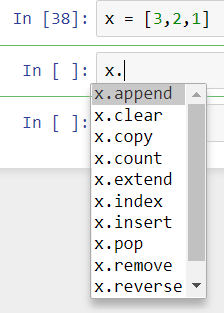 In [38]: x = [3,2,1]
In [ ]: x.
x.append
In [ ]:
x.clear
x.copy
x.count
x.extend
x.index
x.insert
x.pop
x.remove
x.reverse